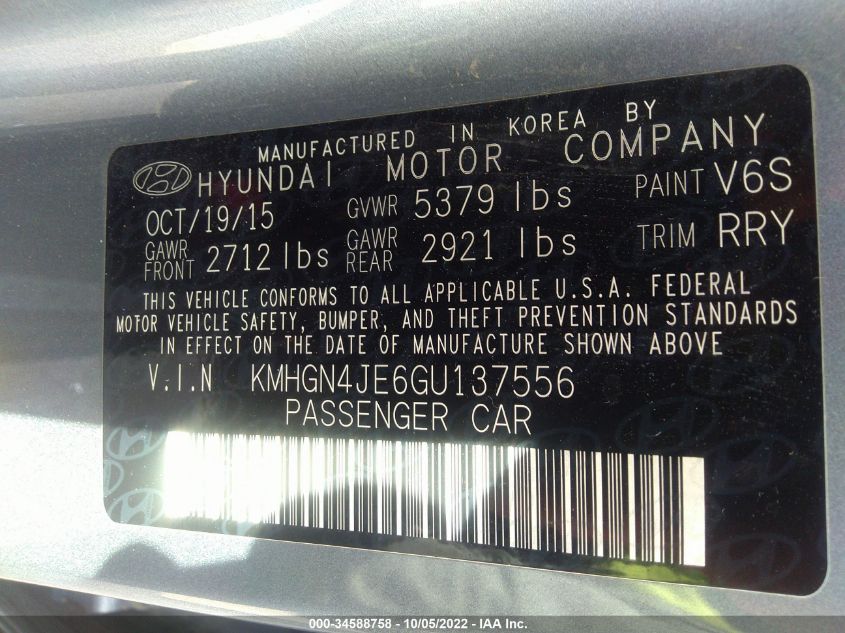 MANUFACTURED IN KOREA BY
HYUNDAI MOTOR COMPANY
OCT/19/15 GVWR 5379 lbs PAINT V6S
GAWR FRONT 2712 lbs GAWR REAR 2921 lbs TRIM RRY
THIS VEHICLE CONFORMS TO ALL APPLICABLE U.S.A. FEDERAL
MOTOR VEHICLE SAFETY, BUMPER, AND THEFT PREVENTION STANDARDS
IN EFFECT ON THE DATE OF MANUFACTURE SHOWN ABOVE
V.I.N KMHGN4JE6GU137556
PASSENGER CAR
000-34588758 - 10/05/2022 - IAA Inc.